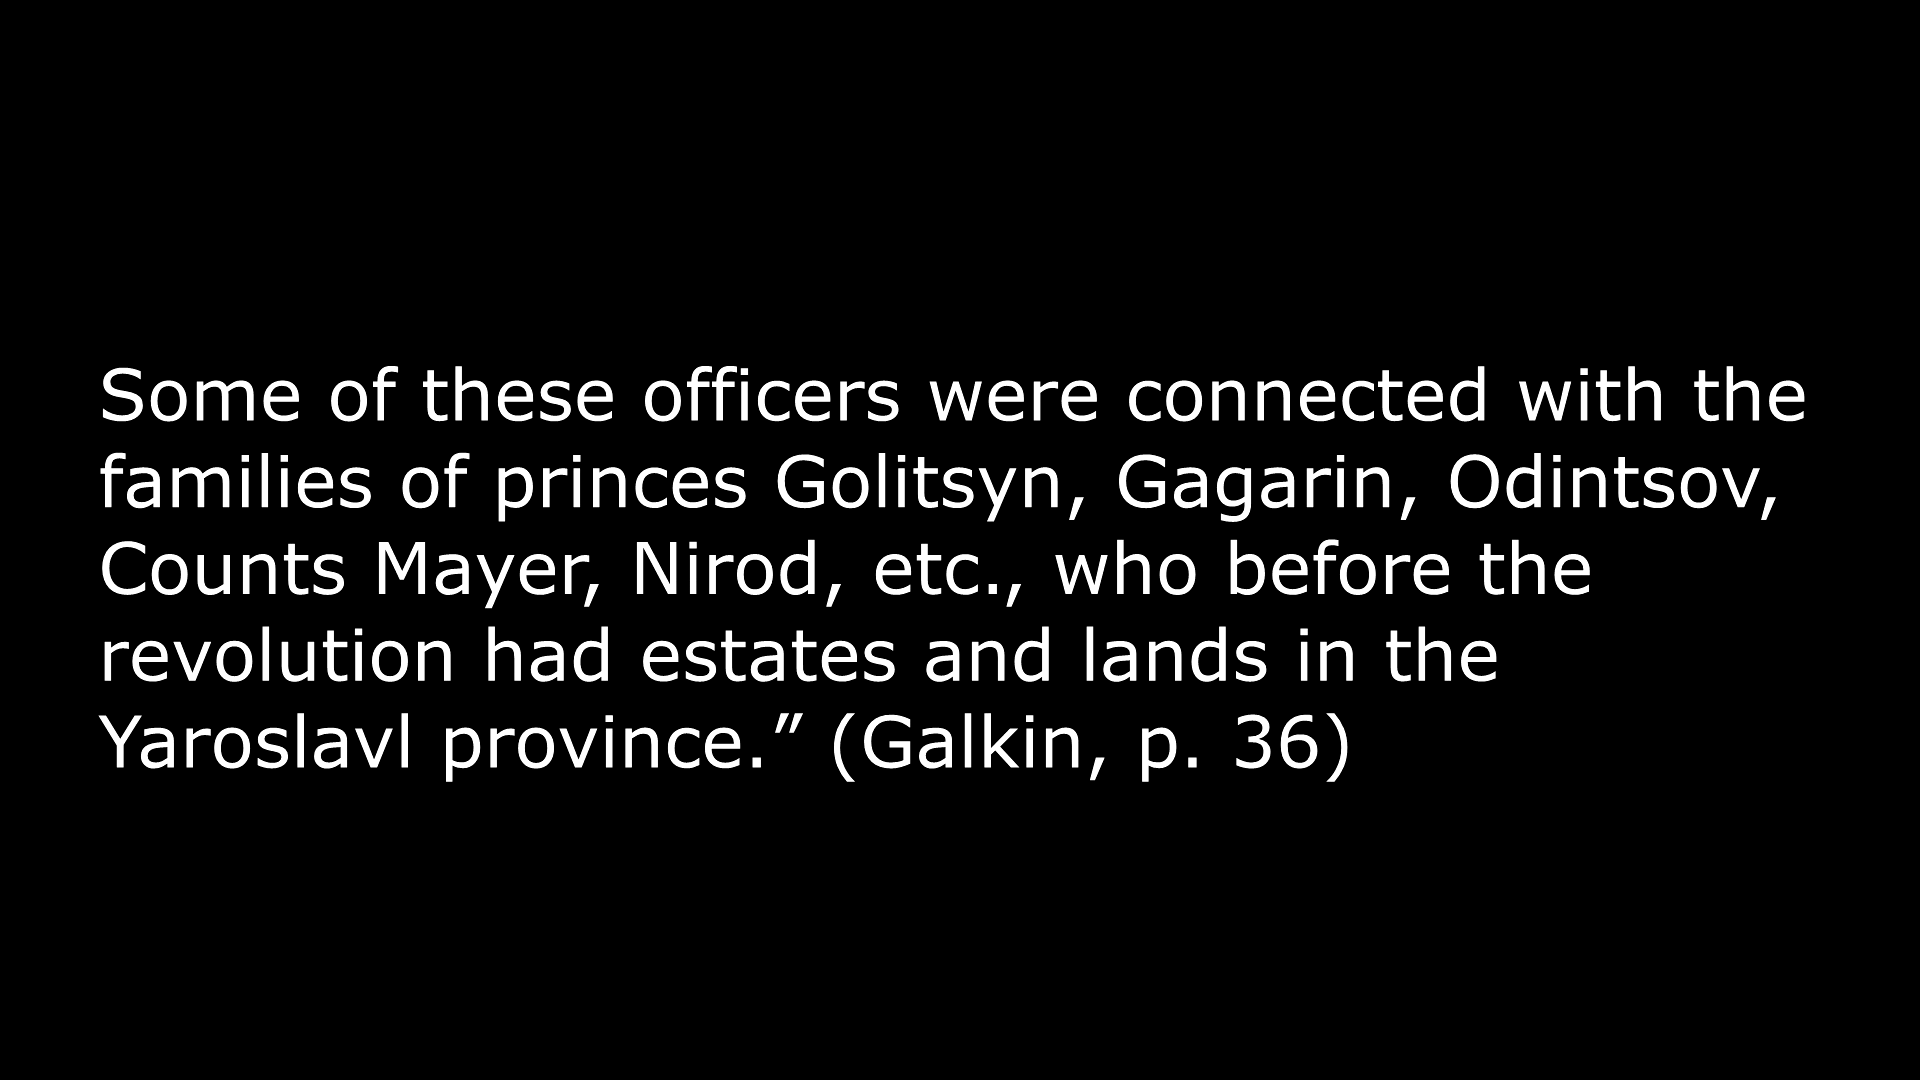 Some of these officers were connected with the
families of princes Golitsyn, Gagarin, Odintsov,
Counts Mayer, Nirod, etc., who before the
revolution had estates and lands in the
Yaroslavl province.” (Galkin, p. 36)